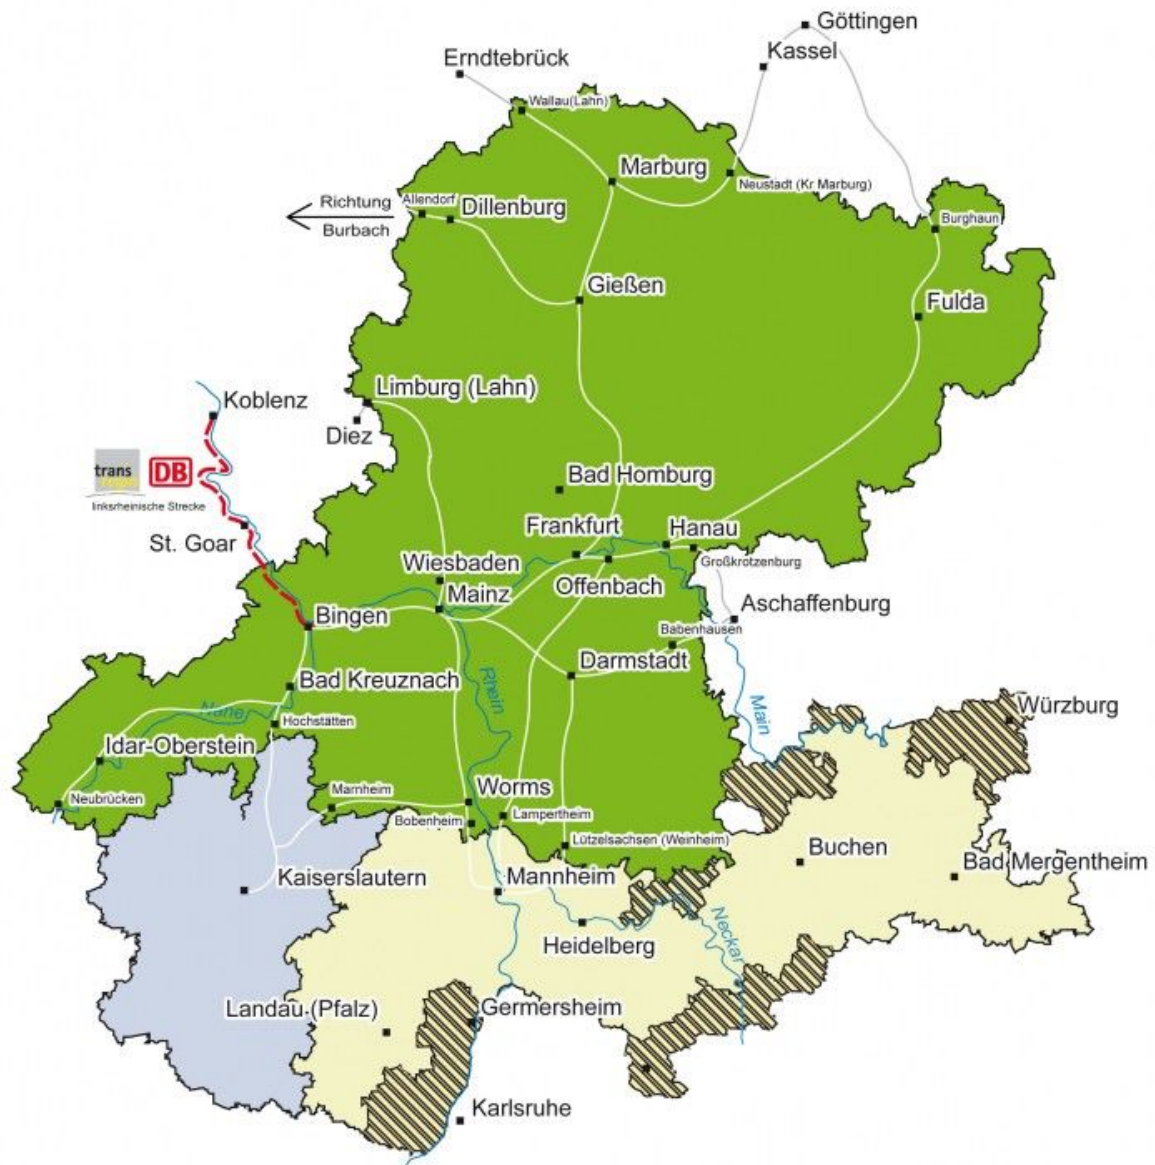 Göttingen
Kassel
Erndtebrück
Wallau(Lahn)
Marburg
Neustadt (Kr Marburg)
Richtung
Burbach
Allendorf
Dillenburg
Burghaun
Gießen
Fulda
Limburg (Lahn)
Koblenz
Diez
trans
regio
DB
linksrheinische Strecke
Bad Homburg
St. Goar
Frankfurt
Hanau
Großkrotzenburg
Wiesbaden
Offenbach
Mainz
Aschaffenburg
Bingen
Babenhausen
Darmstadt
Rhein
Bad Kreuznach
Main
Nahe
Hochstätten
Würzburg
Idar-Oberstein
Neubrücken
Marnheim
Worms
Bobenheim
Lampertheim
Lützelsachsen (Weinheim)
Buchen
Bad Mergentheim
Kaiserslautern
Mannheim
Heidelberg
Neckar
Landau (Pfalz)
Germersheim
Karlsruhe